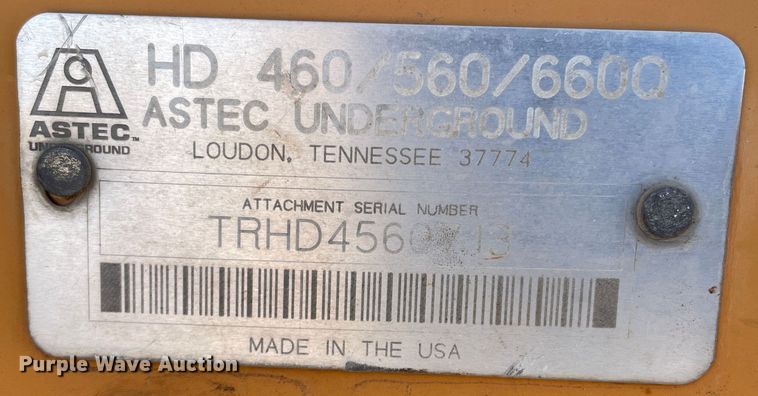 HD 460/560/660Q
ASTEC UNDERGROUND
ASTEC™
UNDERGROUND
LOUDON, TENNESSEE 37774
ATTACHMENT SERIAL NUMBER
MADE IN THE USA
Purple Wave Auction